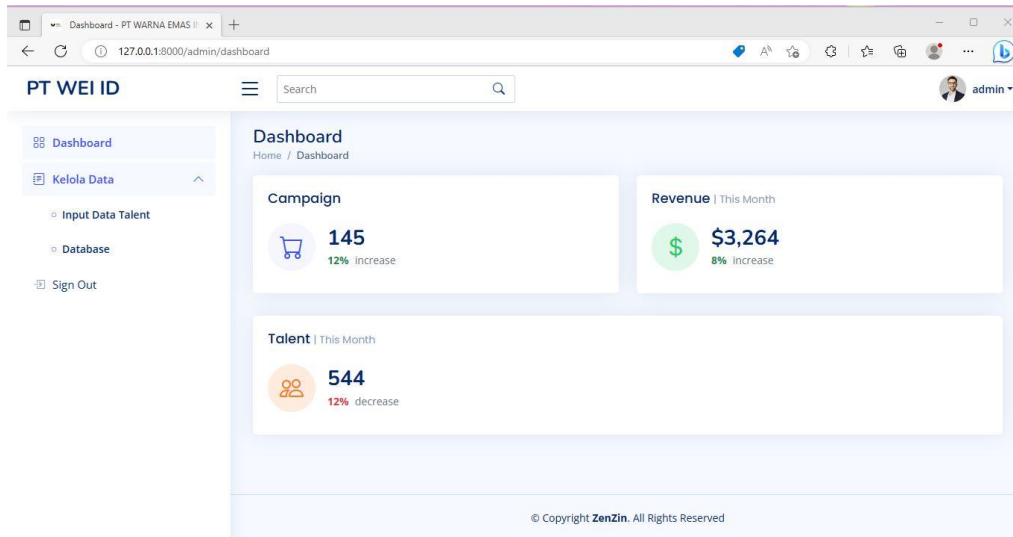 Dashboard - PT WARNA EMAS I
127.0.0.1:8000/admin/dashboard
PT WEI ID
Search
admin
Dashboard
Kelola Data
Input Data Talent
Database
Sign Out
Dashboard
Home / Dashboard
Campaign
145
12% increase
Revenue | This Month
$3,264
8% increase
Talent | This Month
544
12% decrease
© Copyright ZenZin. All Rights Reserved